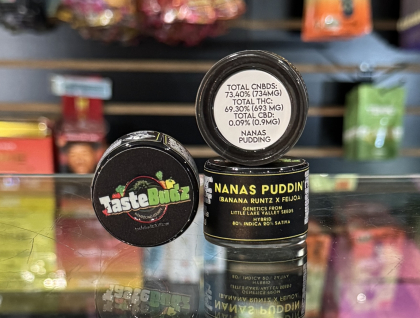 TOTAL CNBDS:
73.40% (734MG)
TOTAL THC:
69.30% (693 MG)
TOTAL CBD:
0.09% (0.9MG)
NANAS
PUDDING
TasteBudz
NANAS PUDDIN'
(BANANA RUNTZ X FEIJOA)
GENETICS FROM
LITTLE LAKE VALLEY SEEDS
HYBRID
80% INDICA 20% SATIVA